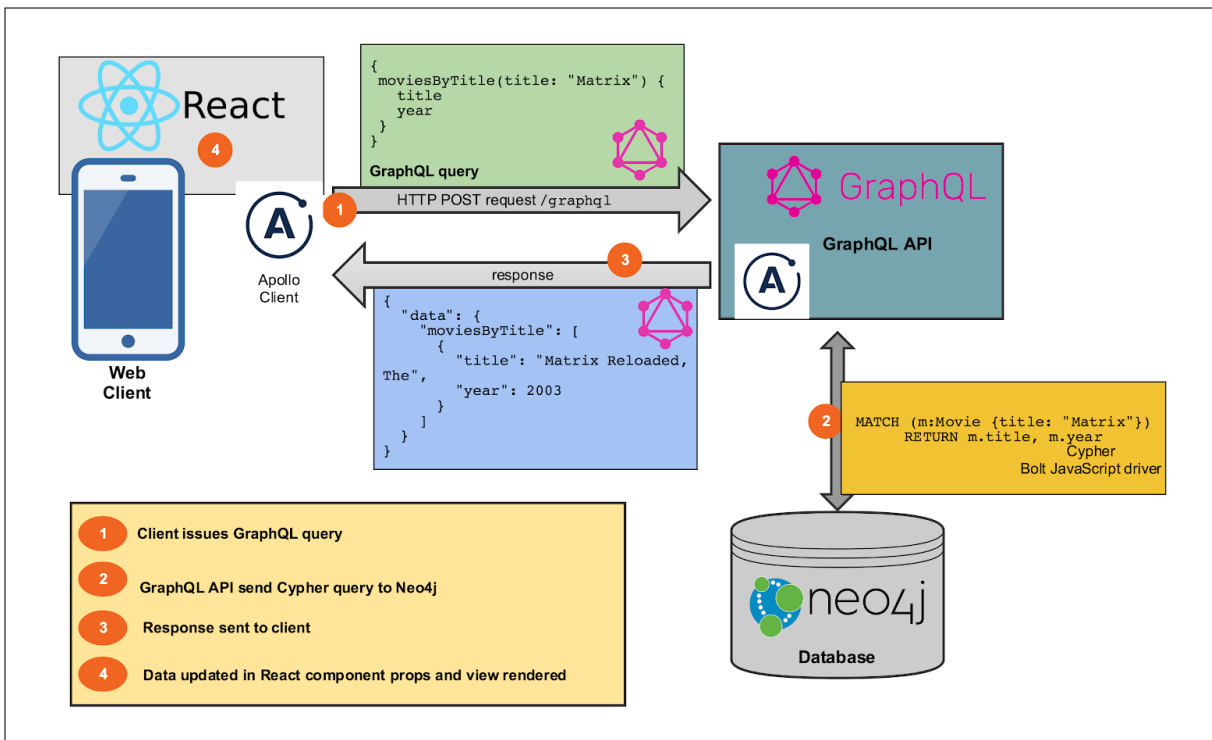 React
4
{
moviesByTitle(title: "Matrix") {
title
year
}
}
GraphQL query
1
HTTP POST request /graphql
A
Apollo
Client
3
response
{
"data": {
"moviesByTitle": [
{
"title": "Matrix Reloaded,
The",
"year": 2003
}
]
}
}
Web
Client
GraphQL
GraphQL API
A
2
MATCH (m:Movie {title: "Matrix"})
RETURN m.title, m.year
Cypher
Bolt JavaScript driver
neo4j
Database
1 Client issues GraphQL query
2 GraphQL API send Cypher query to Neo4j
3 Response sent to client
4 Data updated in React component props and view rendered